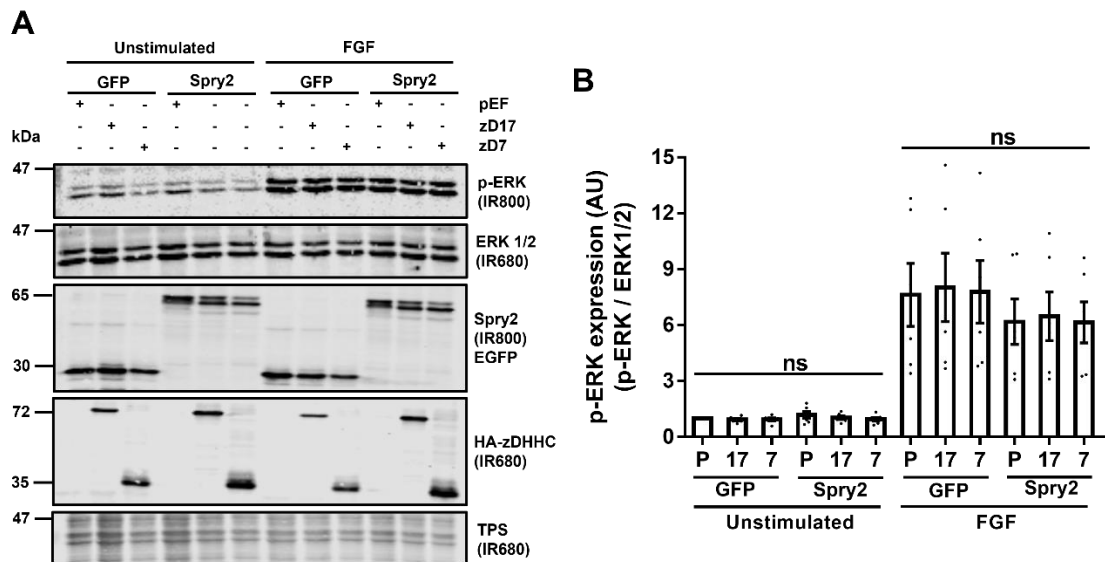 A
Unstimulated FGF
GFP Spry2 GFP Spry2
+ - - + - - + - - + - - pEF
- + - - + - - + - - + - zD17
- - + - - + - - + - - + zD7
kDa
47
p-ERK
(IR800)
47
ERK 1/2
(IR680)
65
Spry2
(IR800)
EGFP
30
72
HA-zDHHC
(IR680)
35
47
TPS
(IR680)
B
p-ERK expression (AU)
(p-ERK / ERK1/2)
15
12
9
6
3
0
ns
ns
P 17 7 P 17 7 P 17 7 P 17 7
GFP Spry2 GFP Spry2
Unstimulated FGF